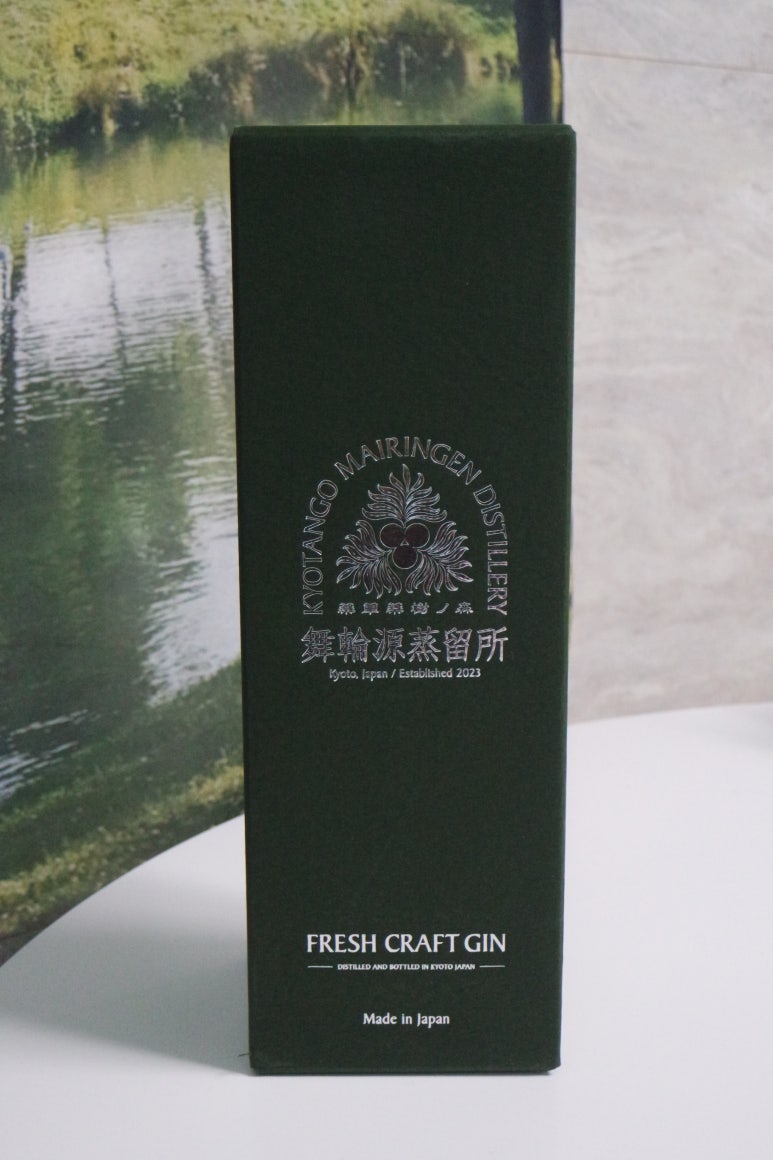 KYOTANGO MAIRINGEN DISTILLERY
舞輪源蒸留所
Kyoto, Japan / Established 2023
FRESH CRAFT GIN
DISTILLED AND BOTTLED IN KYOTO JAPAN
Made in Japan